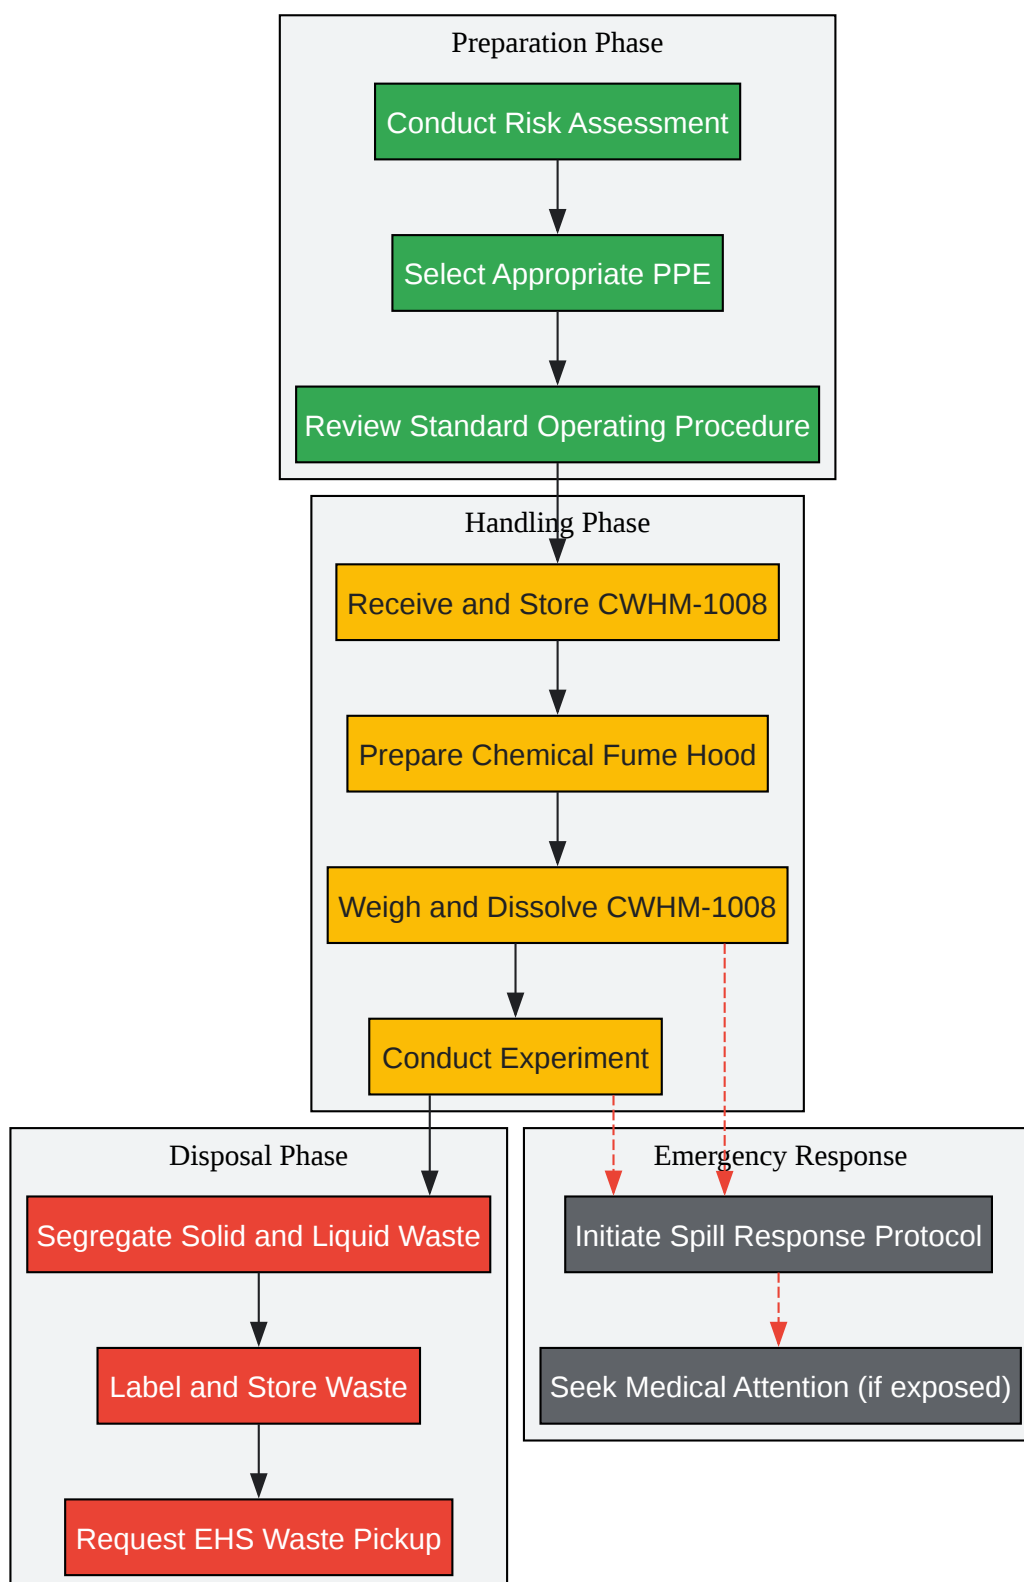 Preparation Phase
Conduct Risk Assessment
Select Appropriate PPE
Review Standard Operating Procedure
Handling Phase
Receive and Store CWHM-1008
Prepare Chemical Fume Hood
Weigh and Dissolve CWHM-1008
Conduct Experiment
Disposal Phase
Segregate Solid and Liquid Waste
Label and Store Waste
Request EHS Waste Pickup
Emergency Response
Initiate Spill Response Protocol
Seek Medical Attention (if exposed)